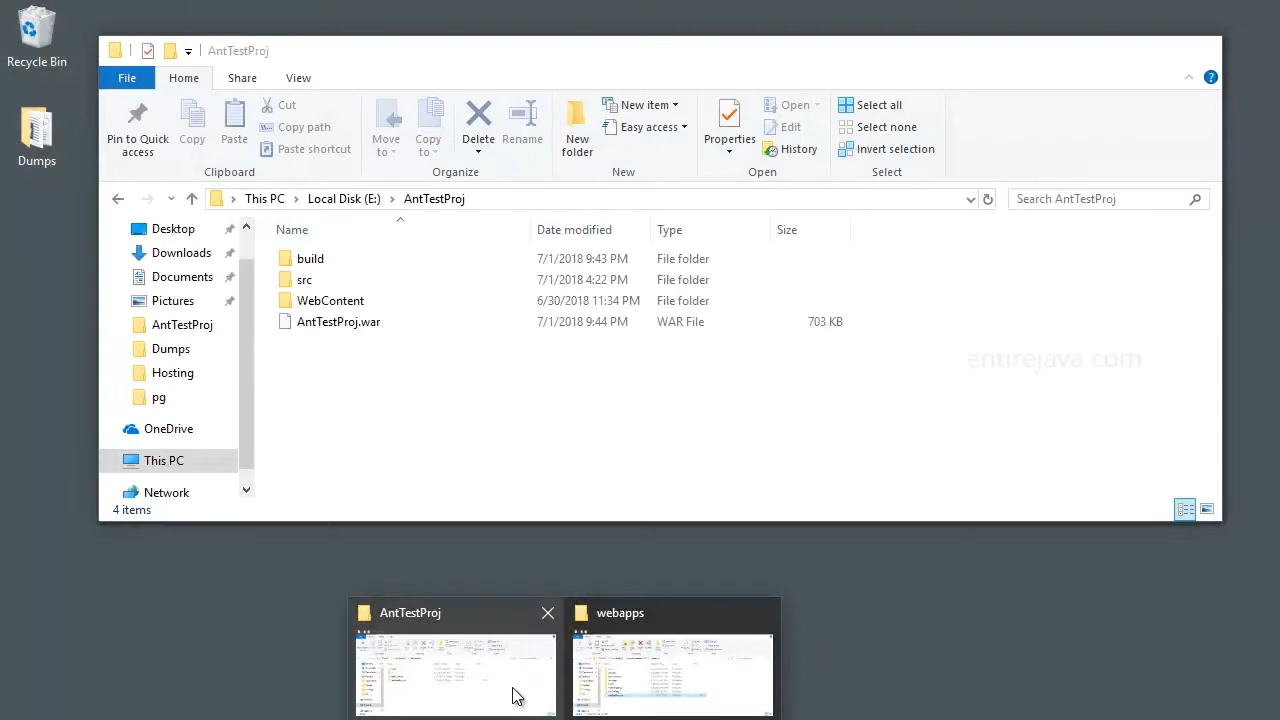 Recycle Bin
Dumps
AntTestProj
File Home Share View
Pin to Quick access
Copy
Paste
Cut
Copy path
Paste shortcut
Clipboard
Move to
Copy to
Delete
Rename
Organize
New folder
New item
Easy access
New
Properties
Open
Edit
History
Open
Select all
Select none
Invert selection
Select
This PC > Local Disk (E:) > AntTestProj
Search AntTestProj
Desktop
Downloads
Documents
Pictures
AntTestProj
Dumps
Hosting
pg
OneDrive
This PC
Network
Name Date modified Type Size
build 7/1/2018 9:43 PM File folder
src 7/1/2018 4:22 PM File folder
WebContent 6/30/2018 11:34 PM File folder
AntTestProj.war 7/1/2018 9:44 PM WAR File 703 KB
entirejava.com
4 items
AntTestProj
webapps